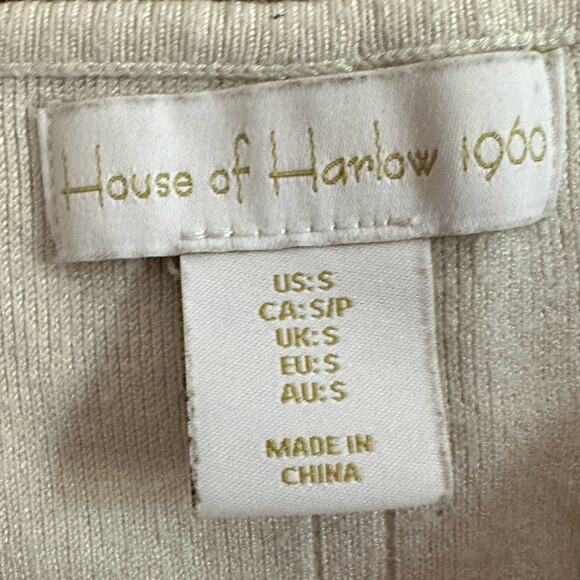 House of Harlow 1960
US: S
CA: S/P
UK: S
EU: S
AU: S
MADE IN
CHINA